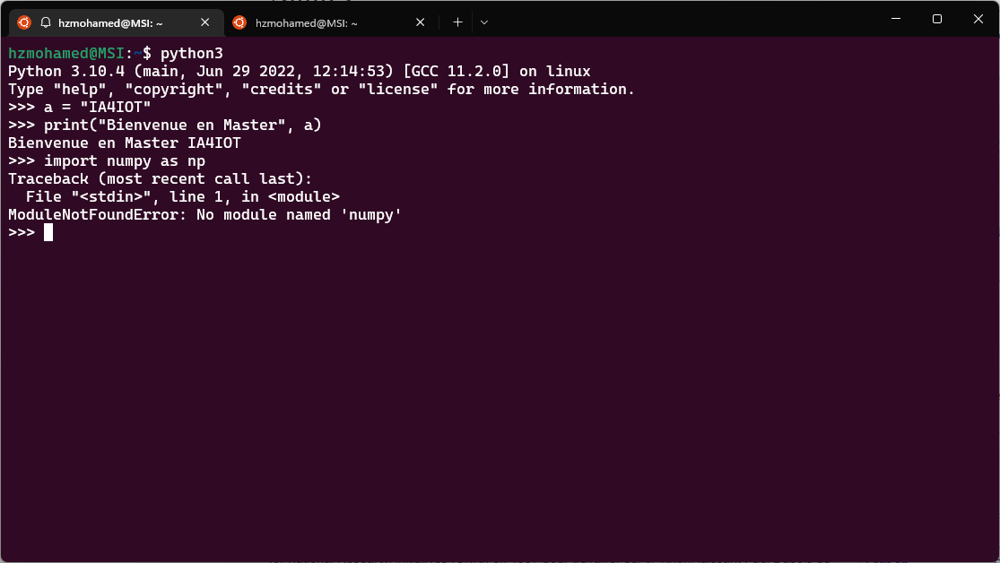 hzmohamed@MSI: ~
hzmohamed@MSI: ~
hzmohamed@MSI:~$ python3
Python 3.10.4 (main, Jun 29 2022, 12:14:53) [GCC 11.2.0] on linux
Type "help", "copyright", "credits" or "license" for more information.
>>> a = "IA4IOT"
>>> print("Bienvenue en Master", a)
Bienvenue en Master IA4IOT
>>> import numpy as np
Traceback (most recent call last):
  File "<stdin>", line 1, in <module>
ModuleNotFoundError: No module named 'numpy'
>>>